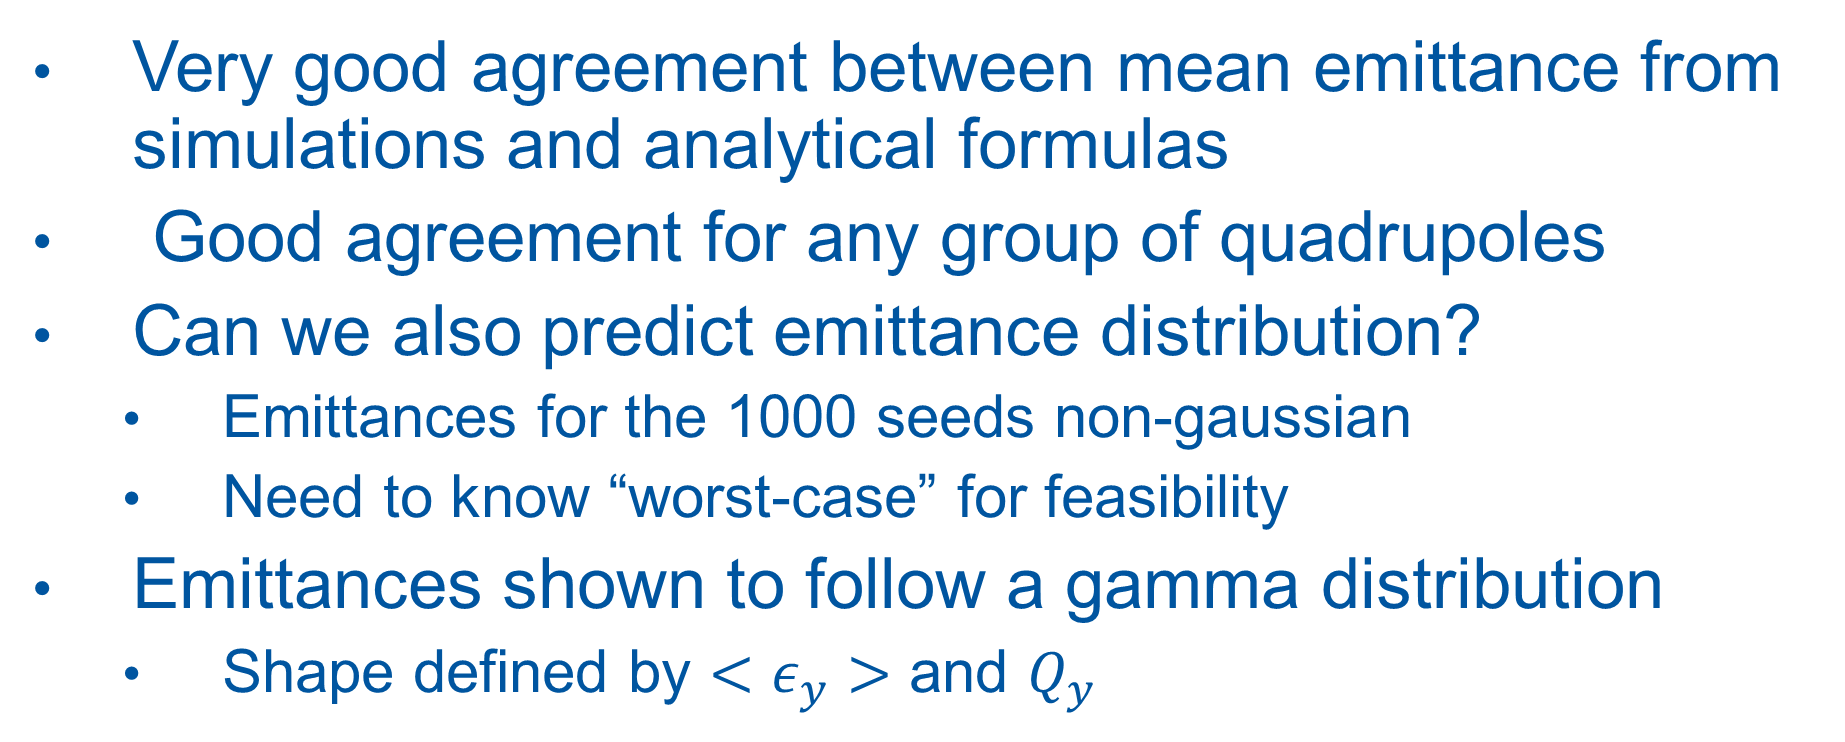 • Very good agreement between mean emittance from
simulations and analytical formulas
• Good agreement for any group of quadrupoles
• Can we also predict emittance distribution?
• Emittances for the 1000 seeds non-gaussian
• Need to know “worst-case” for feasibility
• Emittances shown to follow a gamma distribution
• Shape defined by < ϵ_y > and Q_y